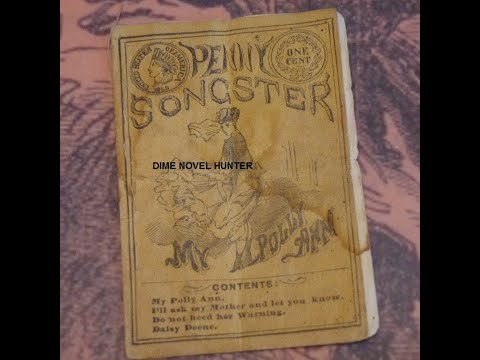 PENNY
ONE
CENT
SONGSTER
DIME NOVEL HUNTER
MY POLLY ANN
CONTENTS:
My Polly Ann.
I'll ask my Mother and let you know.
Do not heed her Warning.
Daisy Deene.